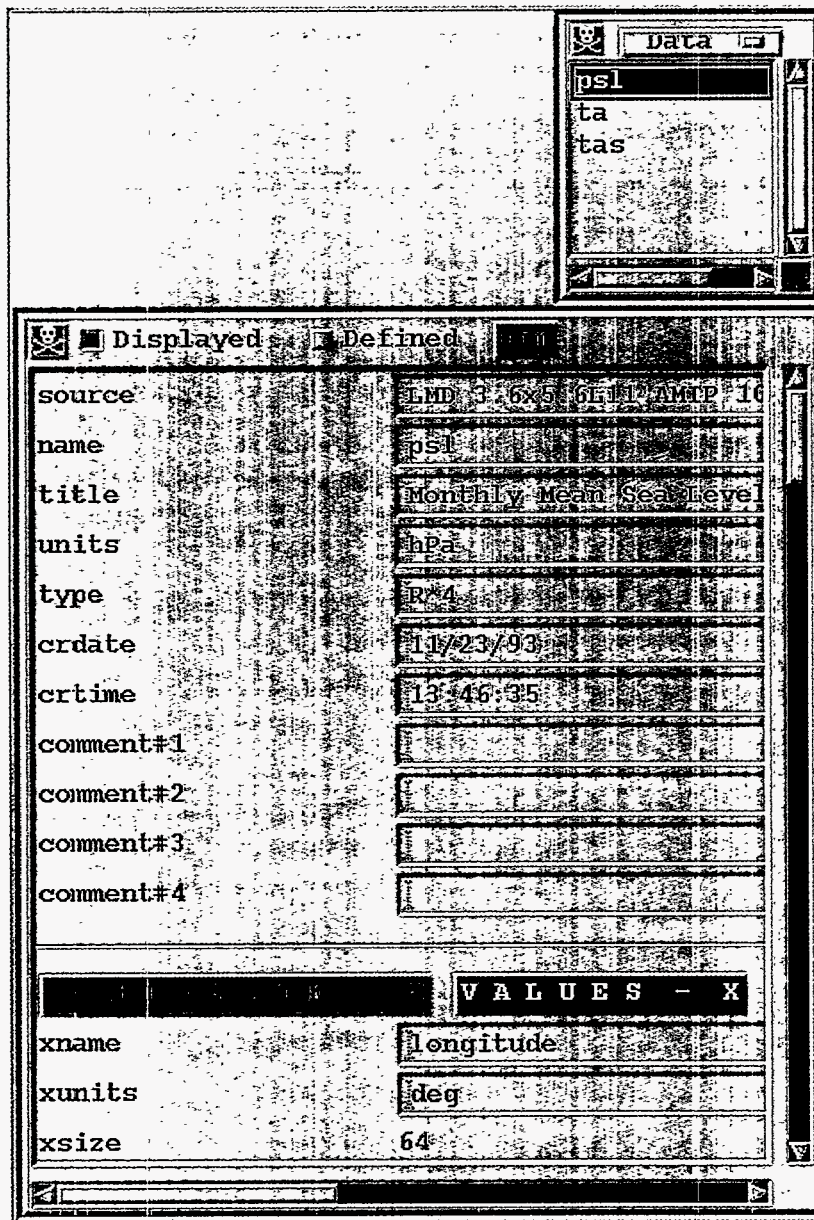 Data
psl
ta
tas
Displayed Defined
source LMD 3.6x5.6L11 AMIP 10
name psl
title Monthly Mean Sea Level
units hPa
type R*4
crdate 11/23/93
crtime 13:46:35
comment#1
comment#2
comment#3
comment#4
VALUES - X
xname longitude
xunits deg
xsize 64